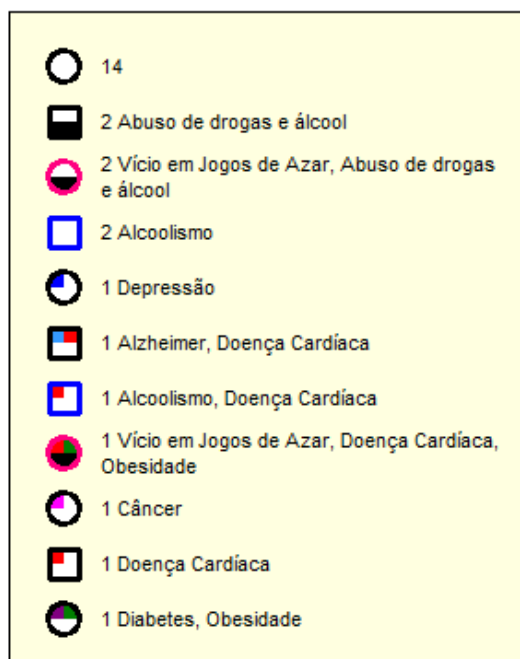 14
2 Abuso de drogas e álcool
2 Vício em Jogos de Azar, Abuso de drogas
e álcool
2 Alcoolismo
1 Depressão
1 Alzheimer, Doença Cardíaca
1 Alcoolismo, Doença Cardíaca
1 Vício em Jogos de Azar, Doença Cardíaca,
Obesidade
1 Câncer
1 Doença Cardíaca
1 Diabetes, Obesidade